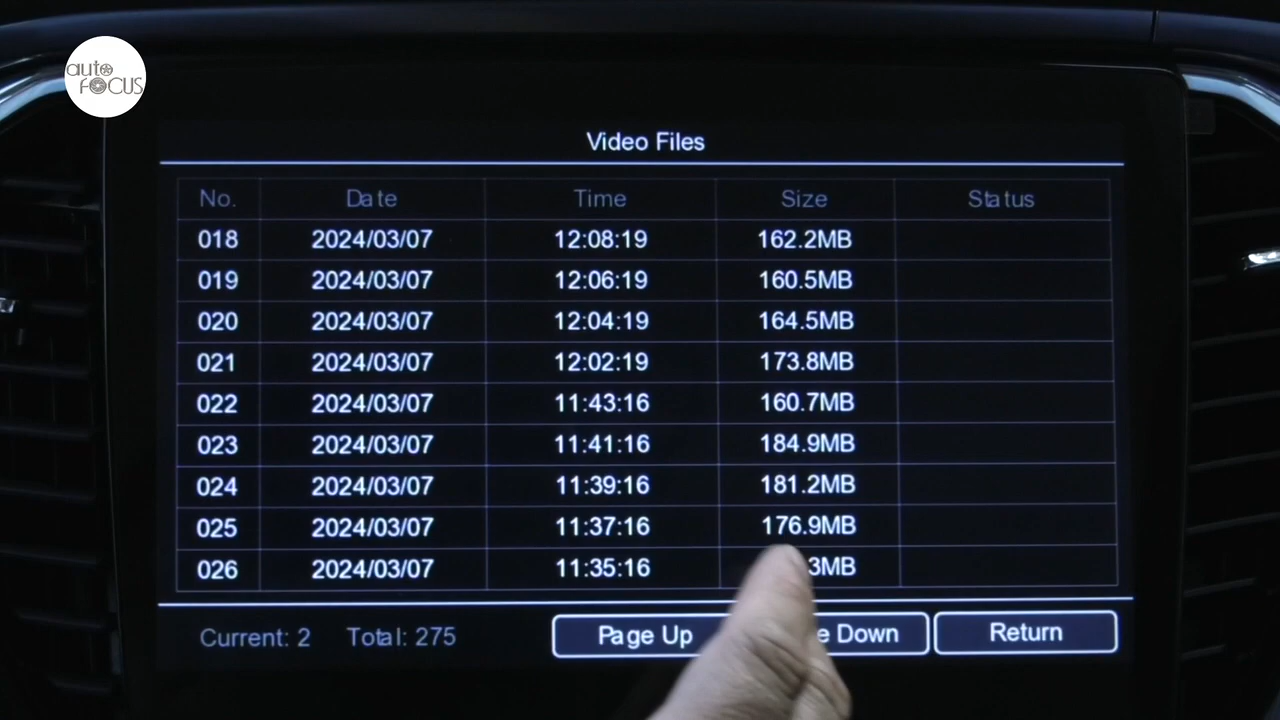 auto
FOCUS
Video Files
No. Date Time Size Status
018 2024/03/07 12:08:19 162.2MB
019 2024/03/07 12:06:19 160.5MB
020 2024/03/07 12:04:19 164.5MB
021 2024/03/07 12:02:19 173.8MB
022 2024/03/07 11:43:16 160.7MB
023 2024/03/07 11:41:16 184.9MB
024 2024/03/07 11:39:16 181.2MB
025 2024/03/07 11:37:16 176.9MB
026 2024/03/07 11:35:16
Current: 2 Total: 275 Page Up Down Return